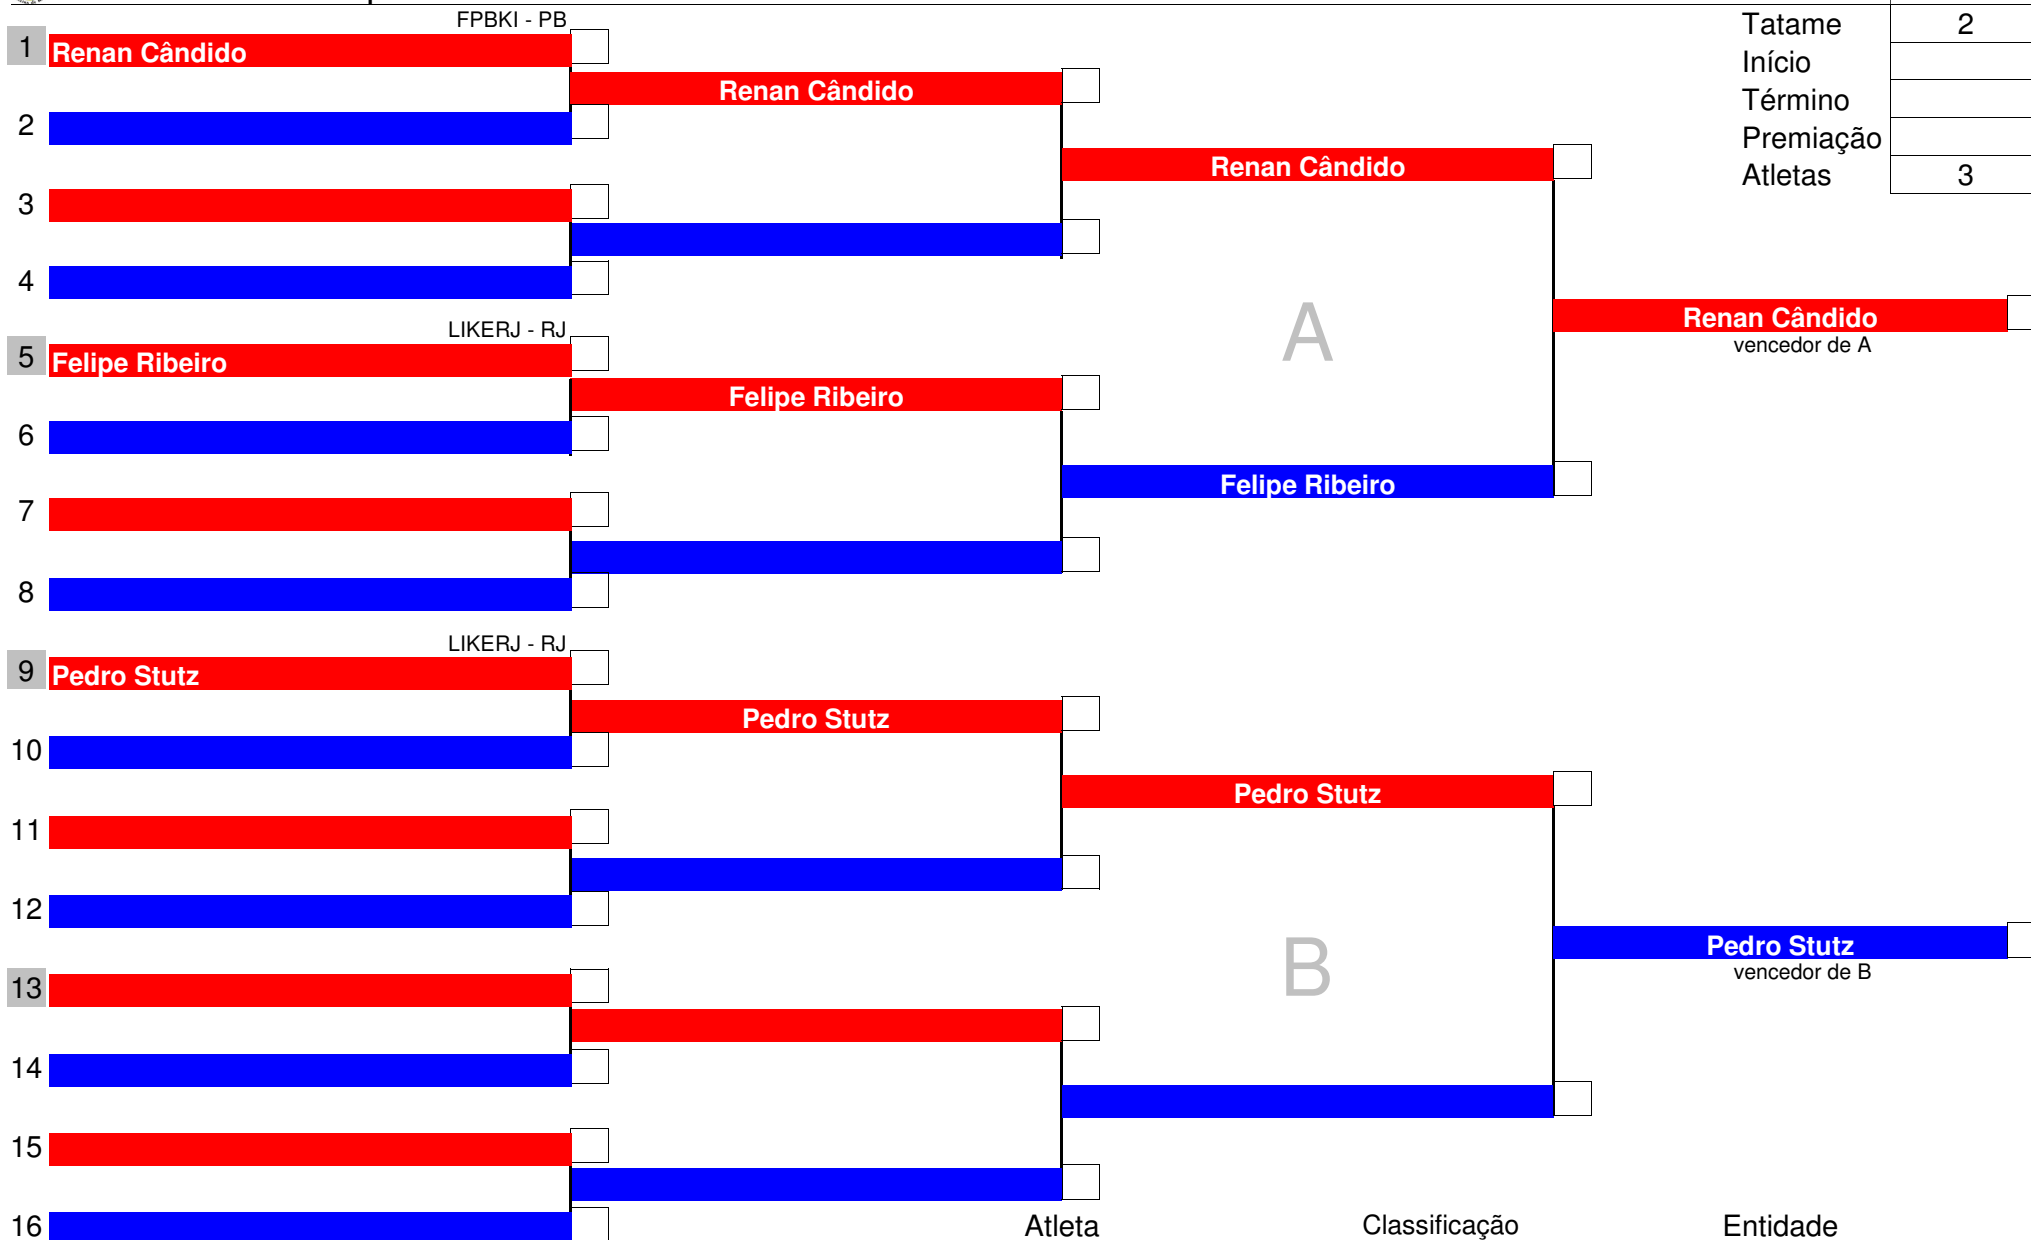 FPBKI - PB
Tatame 2
1 Renan Cândido
Início
Renan Cândido
Término
2
Premiação
Renan Cândido
Atletas 3
3
4
A
Renan Cândido
LIKERJ - RJ
vencedor de A
5 Felipe Ribeiro
Felipe Ribeiro
6
Felipe Ribeiro
7
8
LIKERJ - RJ
9 Pedro Stutz
Pedro Stutz
10
Pedro Stutz
11
12
Pedro Stutz
B
vencedor de B
13
14
15
16
Atleta Classificação Entidade